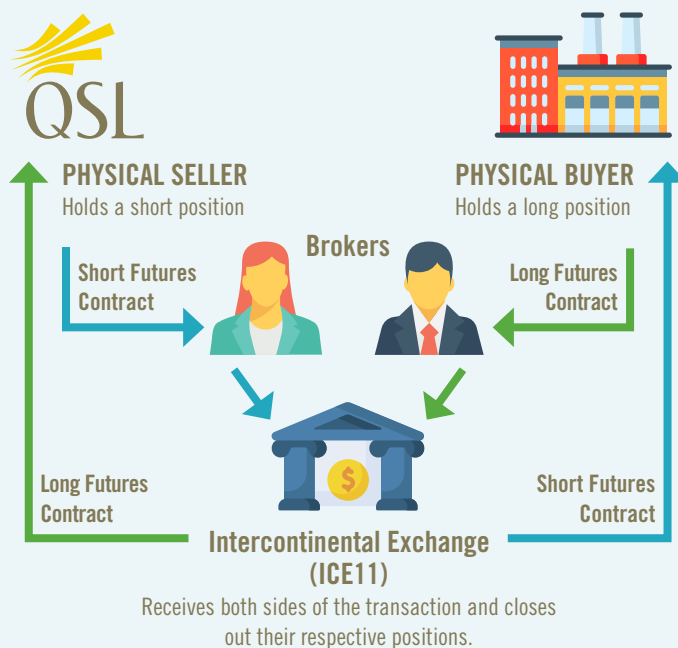 QSL
PHYSICAL SELLER
Holds a short position
PHYSICAL BUYER
Holds a long position
Brokers
Short Futures
Contract
Long Futures
Contract
$
Long Futures
Contract
Short Futures
Contract
Intercontinental Exchange
(ICE11)
Receives both sides of the transaction and closes
out their respective positions.